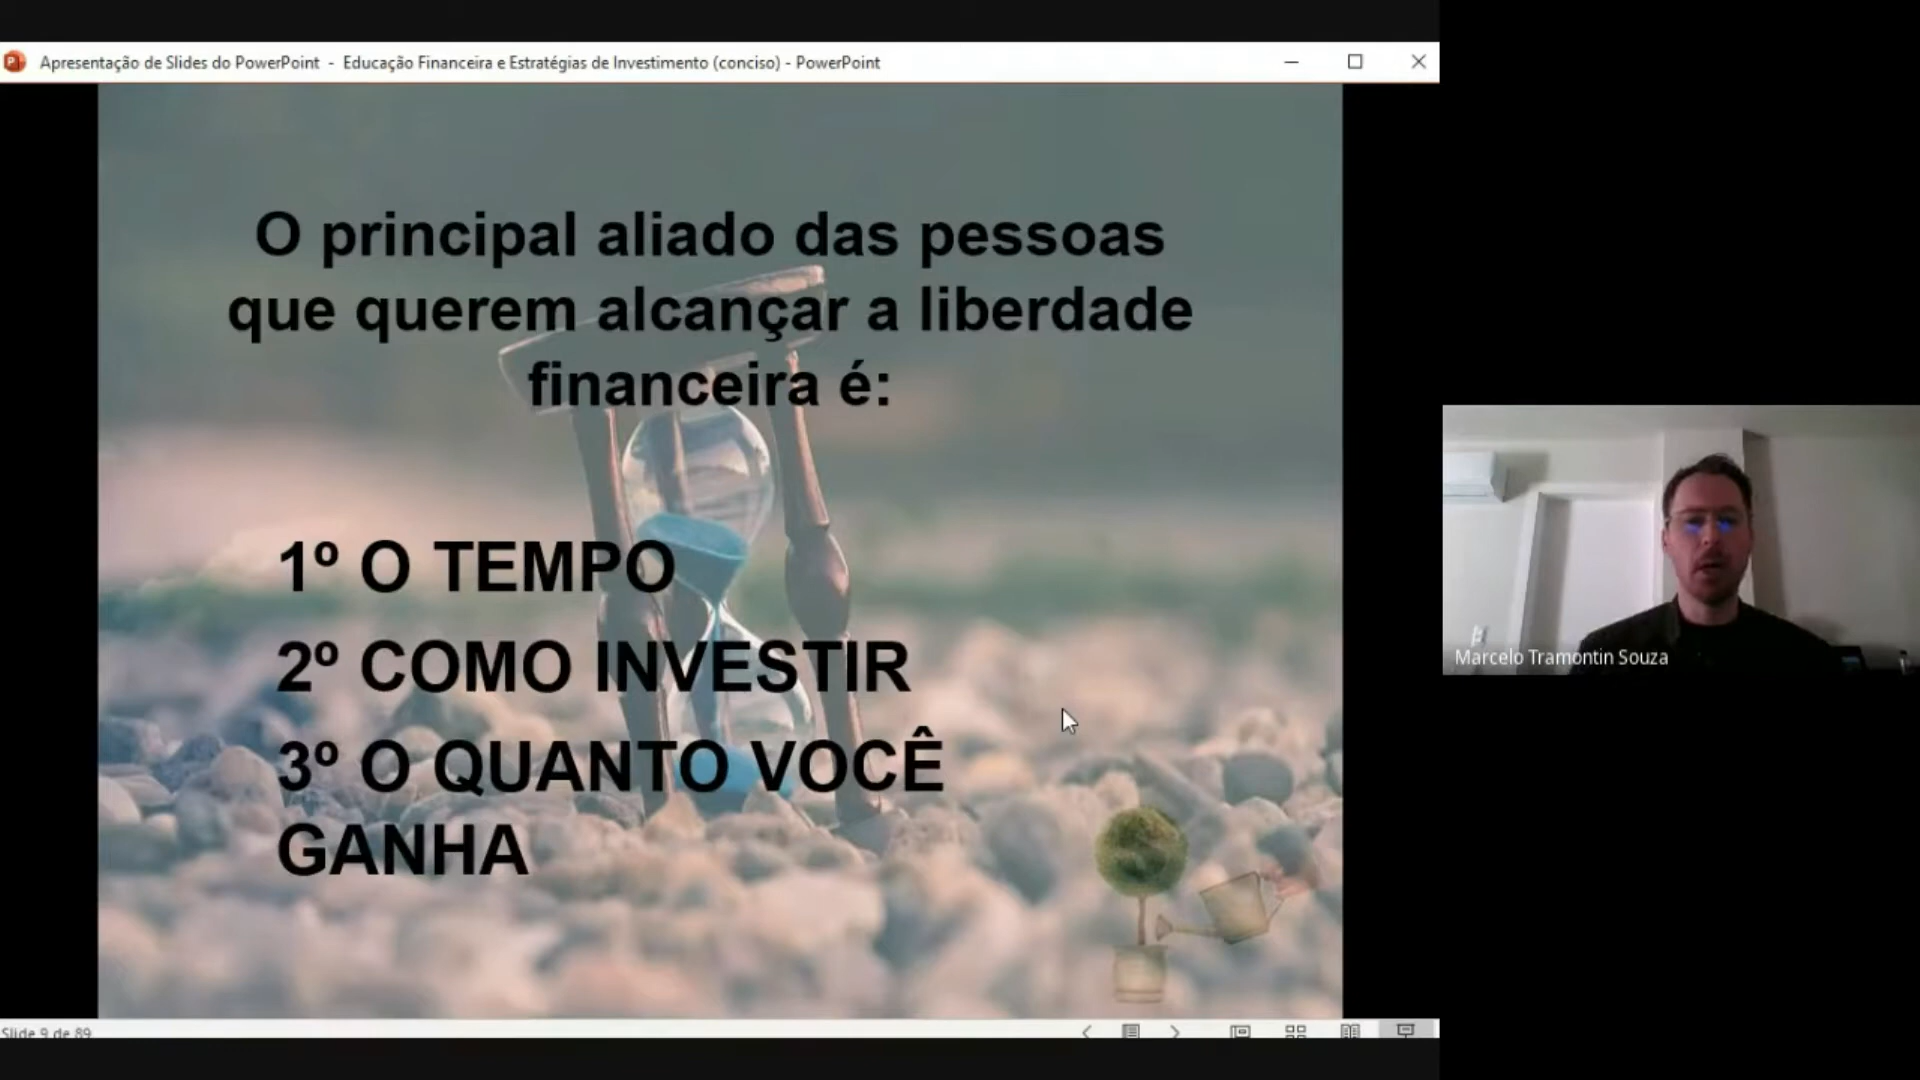 Apresentação de Slides do PowerPoint - Educação Financeira e Estratégias de Investimento (conciso) - PowerPoint
O principal aliado das pessoas
que querem alcançar a liberdade
financeira é:
1º O TEMPO
2º COMO INVESTIR
3º O QUANTO VOCÊ
GANHA
Marcelo Tramontin Souza
Slide 9 de 89